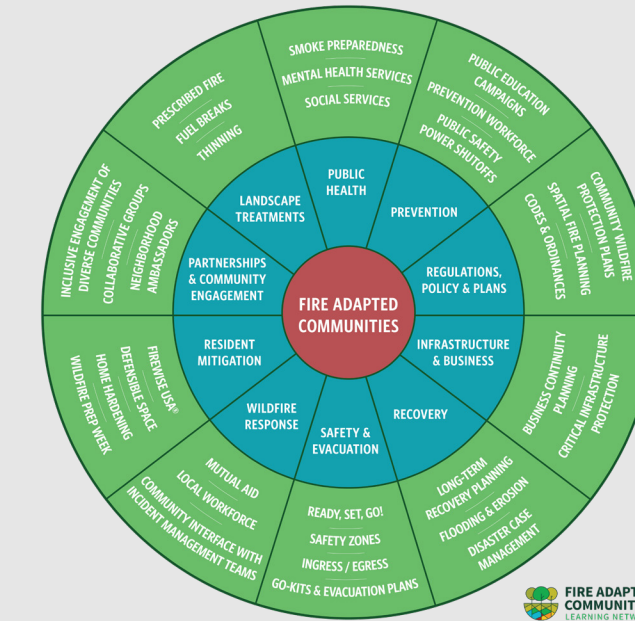 FIRE ADAPTED
COMMUNITIES
PUBLIC
HEALTH
SMOKE PREPAREDNESS
MENTAL HEALTH SERVICES
SOCIAL SERVICES
PREVENTION
PUBLIC EDUCATION
CAMPAIGNS
PREVENTION WORKFORCE
PUBLIC SAFETY
POWER SHUTOFFS
REGULATIONS,
POLICY & PLANS
COMMUNITY WILDFIRE
PROTECTION PLANS
SPATIAL FIRE PLANNING
CODES & ORDINANCES
INFRASTRUCTURE
& BUSINESS
BUSINESS CONTINUITY
PLANNING
CRITICAL INFRASTRUCTURE
PROTECTION
RECOVERY
LONG-TERM
RECOVERY PLANNING
FLOODING & EROSION
DISASTER CASE
MANAGEMENT
SAFETY &
EVACUATION
READY, SET, GO!
SAFETY ZONES
INGRESS / EGRESS
GO-KITS & EVACUATION PLANS
WILDFIRE
RESPONSE
MUTUAL AID
LOCAL WORKFORCE
COMMUNITY INTERFACE WITH
INCIDENT MANAGEMENT TEAMS
RESIDENT
MITIGATION
FIREWISE USA®
DEFENSIBLE SPACE
HOME HARDENING
WILDFIRE PREP WEEK
PARTNERSHIPS
& COMMUNITY
ENGAGEMENT
INCLUSIVE ENGAGEMENT OF
DIVERSE COMMUNITIES
COLLABORATIVE GROUPS
NEIGHBORHOOD
AMBASSADORS
LANDSCAPE
TREATMENTS
PRESCRIBED FIRE
FUEL BREAKS
THINNING
FIRE ADAPT
COMMUNIT
LEARNING NETW